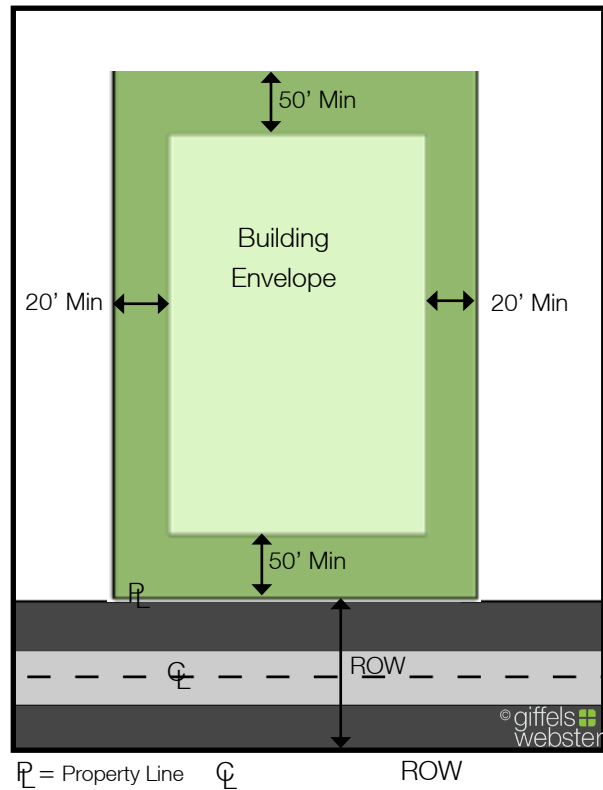 50’ Min
Building
Envelope
20’ Min
20’ Min
50’ Min
PL
CL
ROW
© giffels
webster
PL = Property Line CL ROW